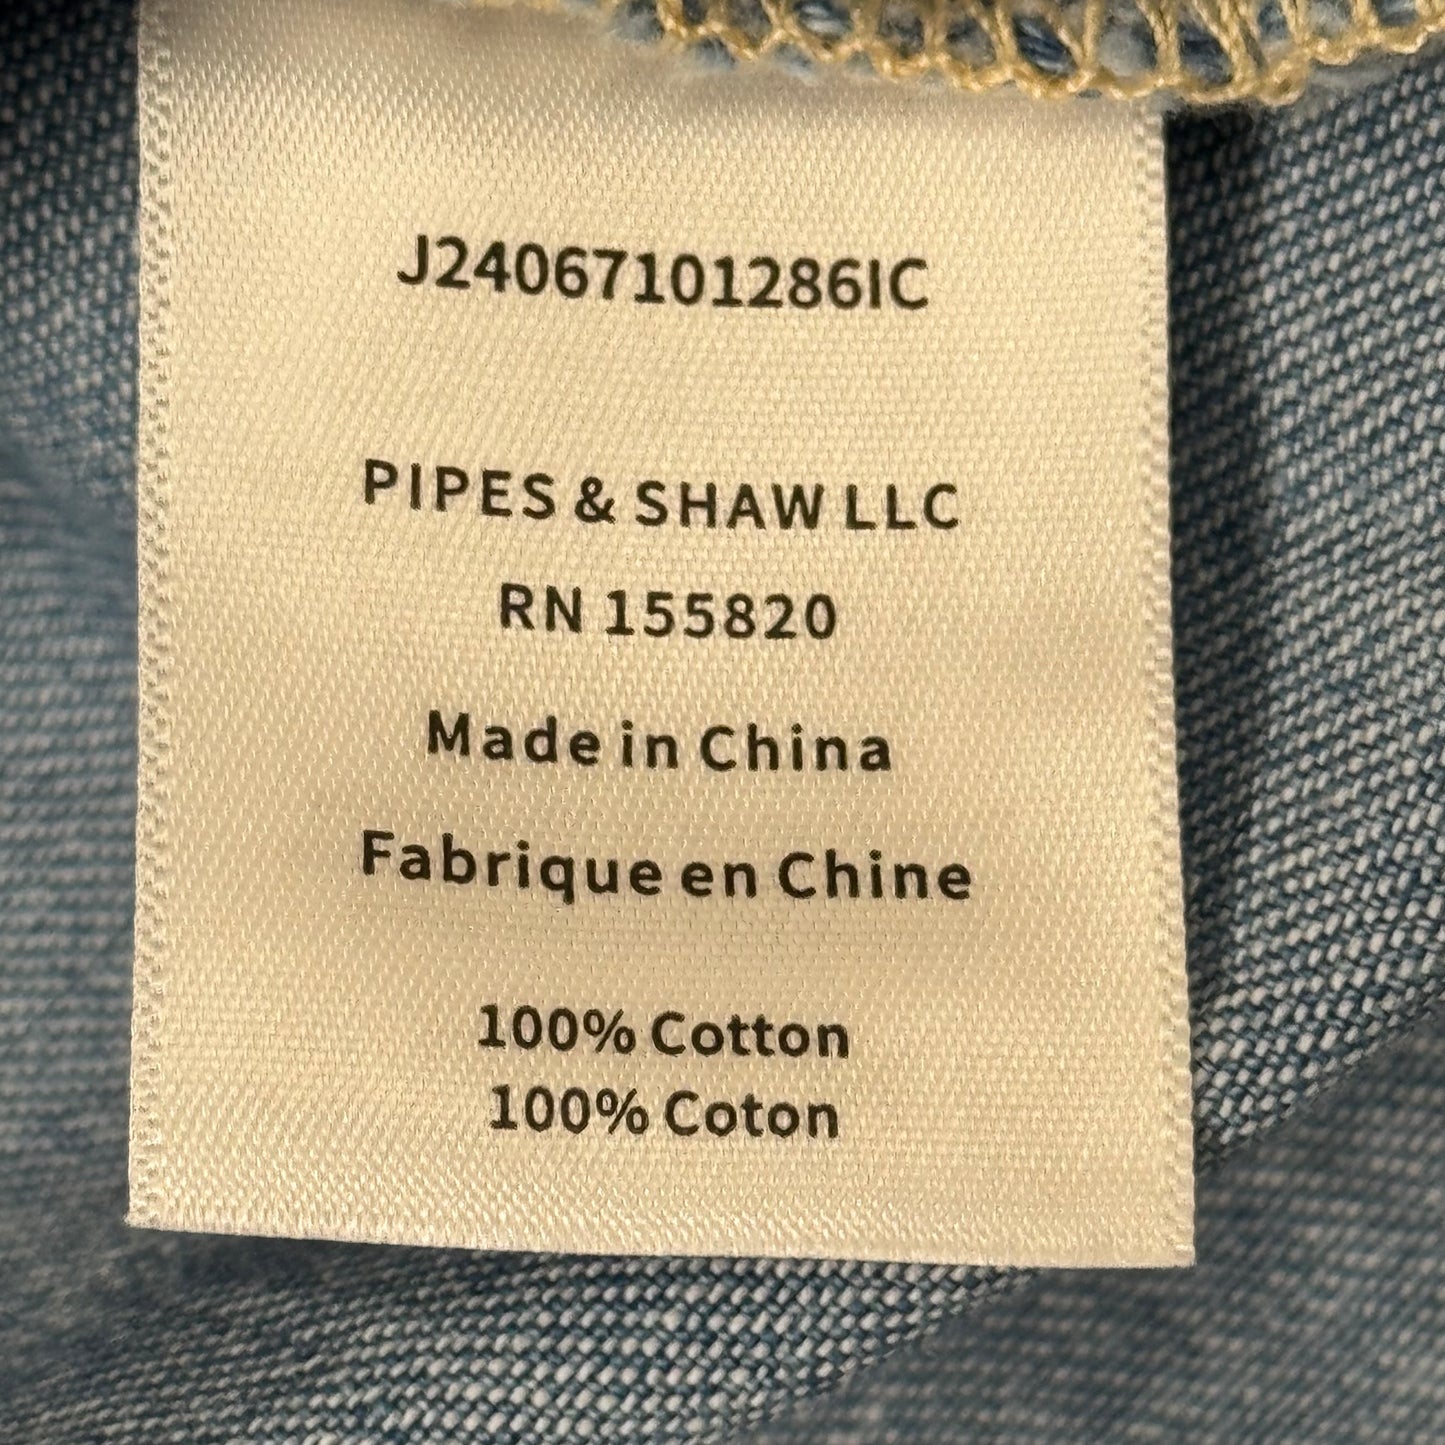 J24067101286IC
PIPES & SHAW LLC
RN 155820
Made in China
Fabrique en Chine
100% Cotton
100% Coton